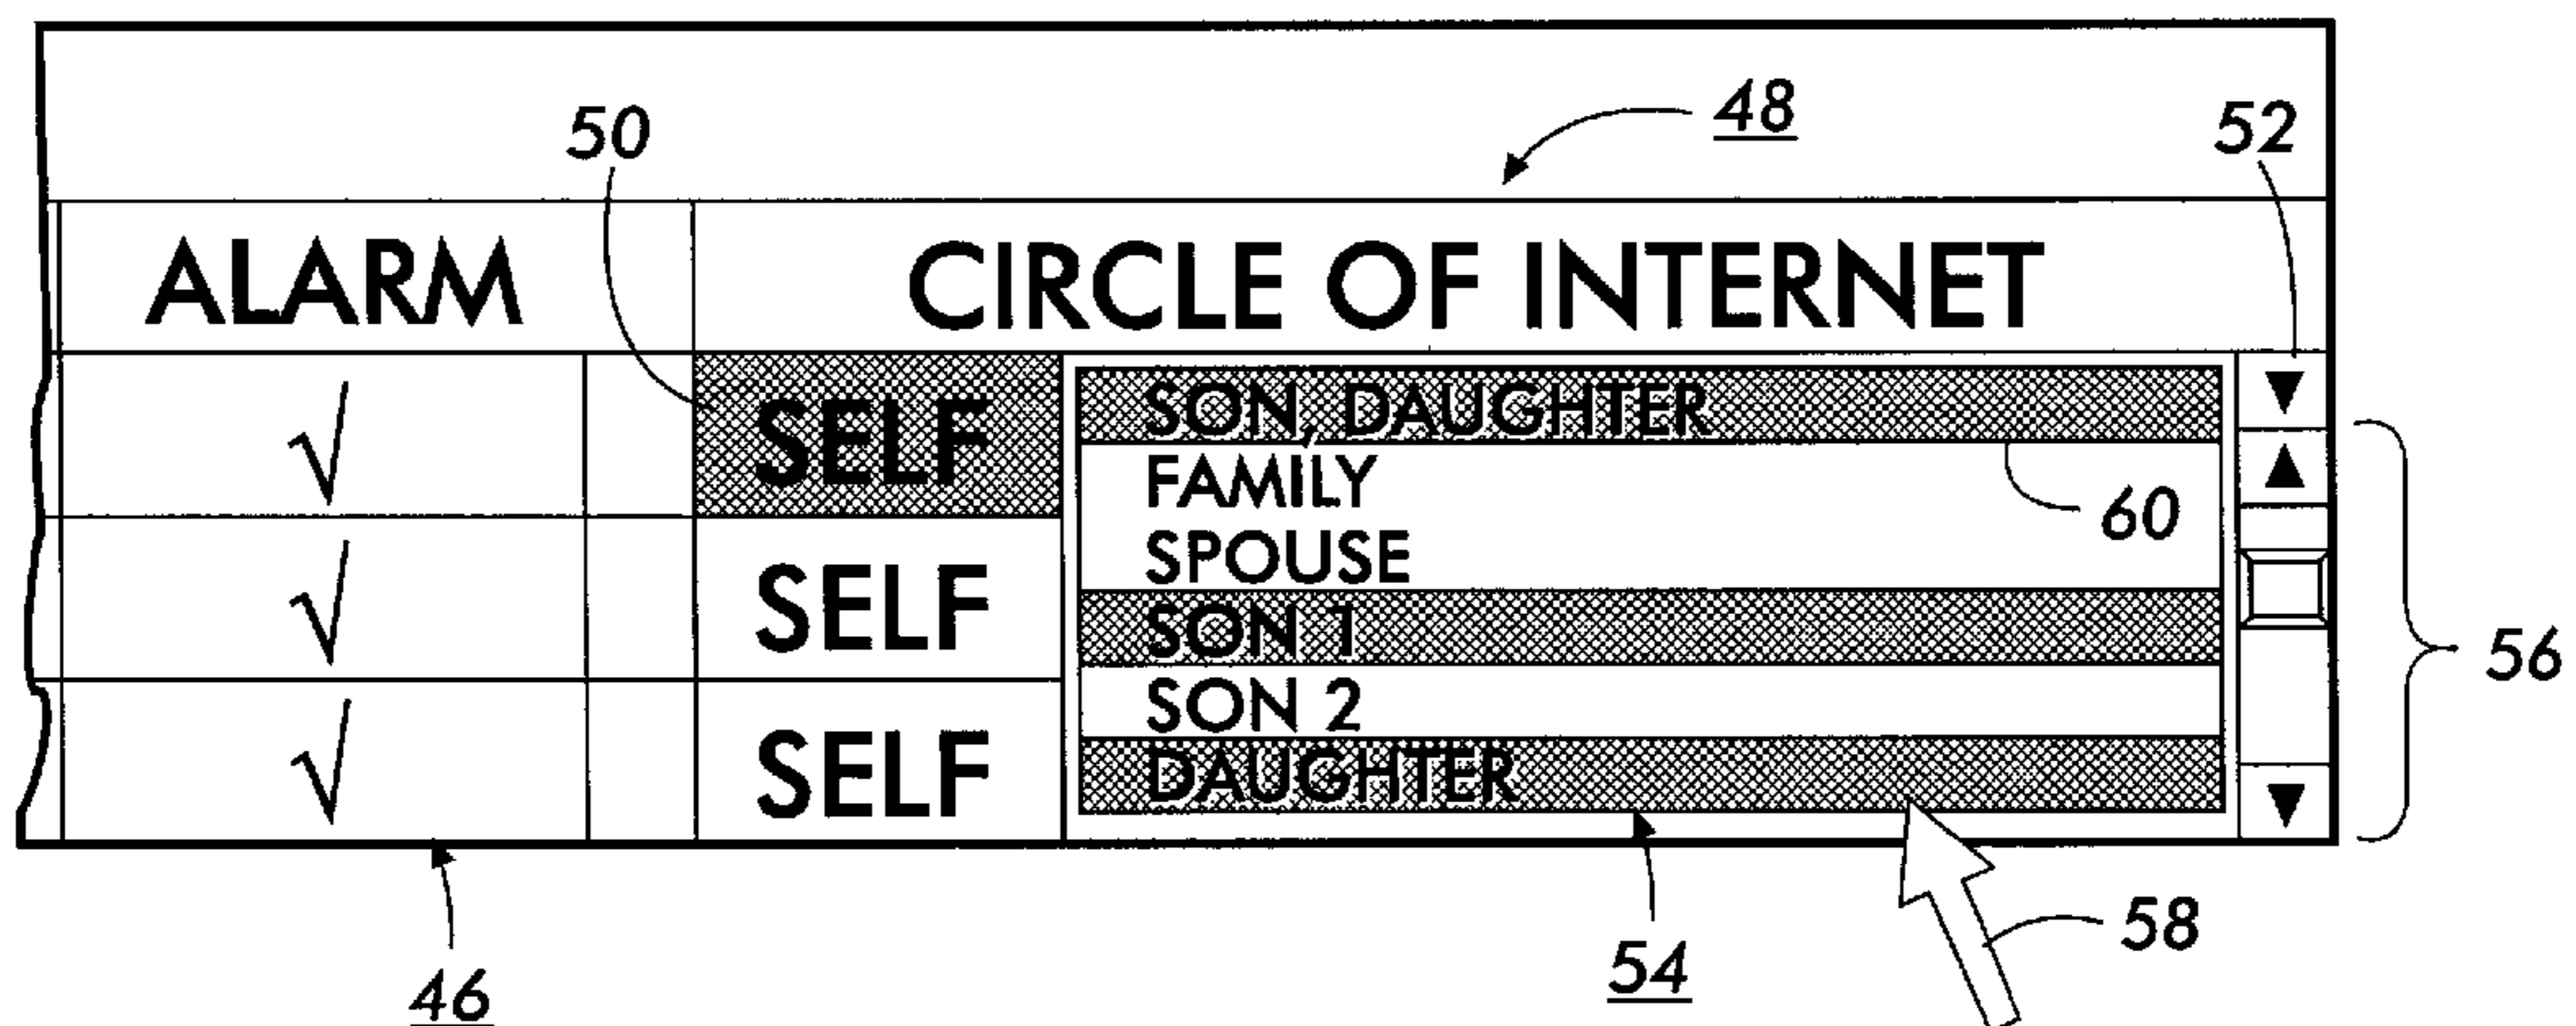 48
50
52
ALARM CIRCLE OF INTERNET
√ SELF SON, DAUGHTER
FAMILY
60
SPOUSE
√ SELF SON 1
56
SON 2
√ SELF DAUGHTER
58
54
46